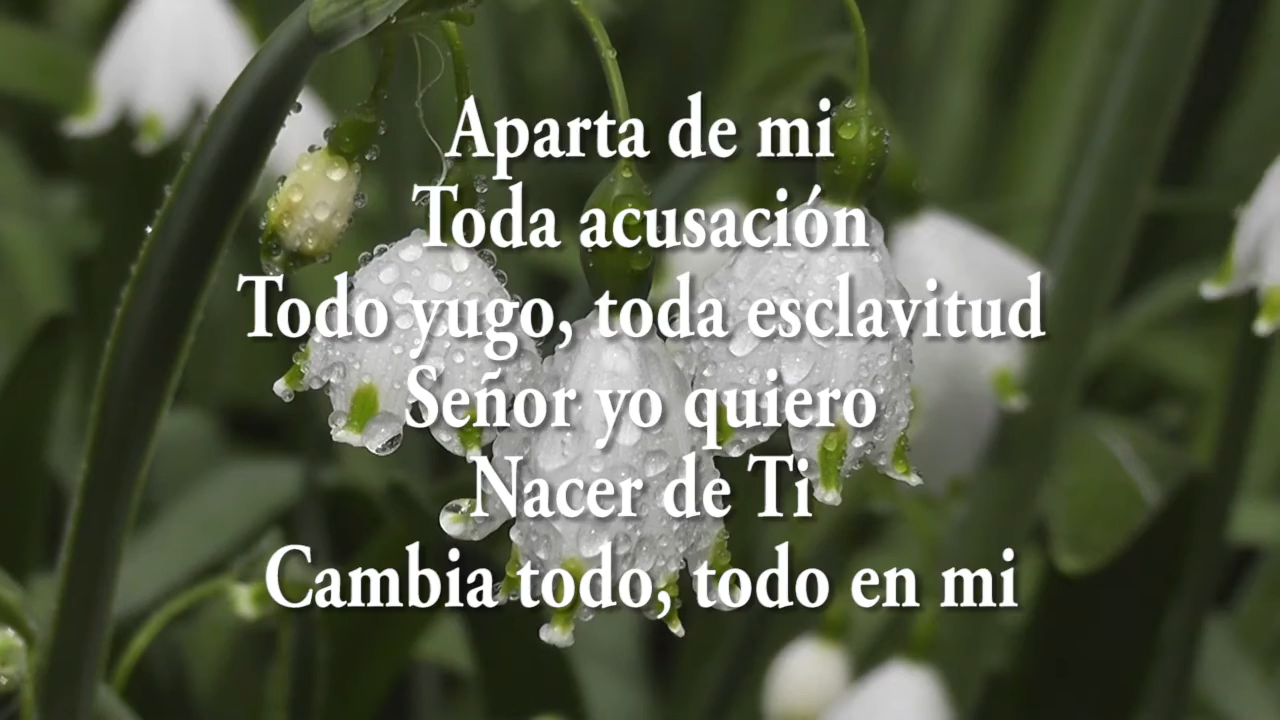 Aparta de mi
Toda acusación
Todo yugo, toda esclavitud
Señor yo quiero
Nacer de Ti
Cambia todo, todo en mi